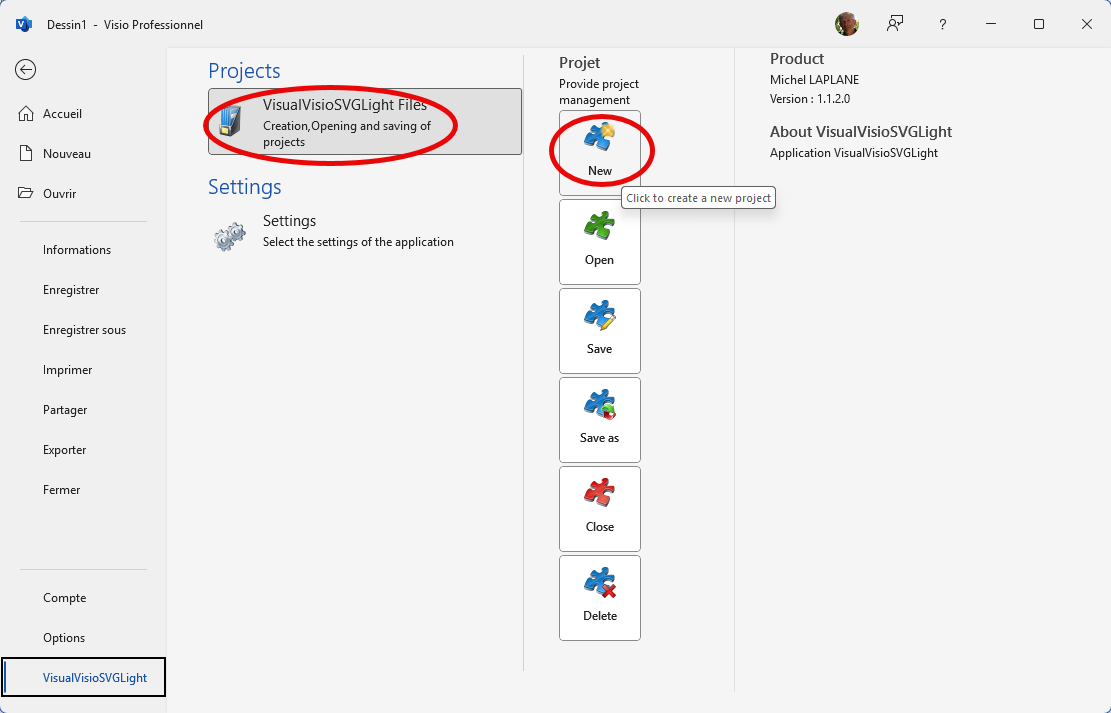 Dessin1 - Visio Professionnel
?
Accueil
Nouveau
Ouvrir
Informations
Enregistrer
Enregistrer sous
Imprimer
Partager
Exporter
Fermer
Compte
Options
VisualVisioSVGLight
Projects
VisualVisioSVGLight Files
Creation,Opening and saving of
projects
Settings
Settings
Select the settings of the application
Projet
Provide project
management
New
Click to create a new project
Open
Save
Save as
Close
Delete
Product
Michel LAPLANE
Version : 1.1.2.0
About VisualVisioSVGLight
Application VisualVisioSVGLight